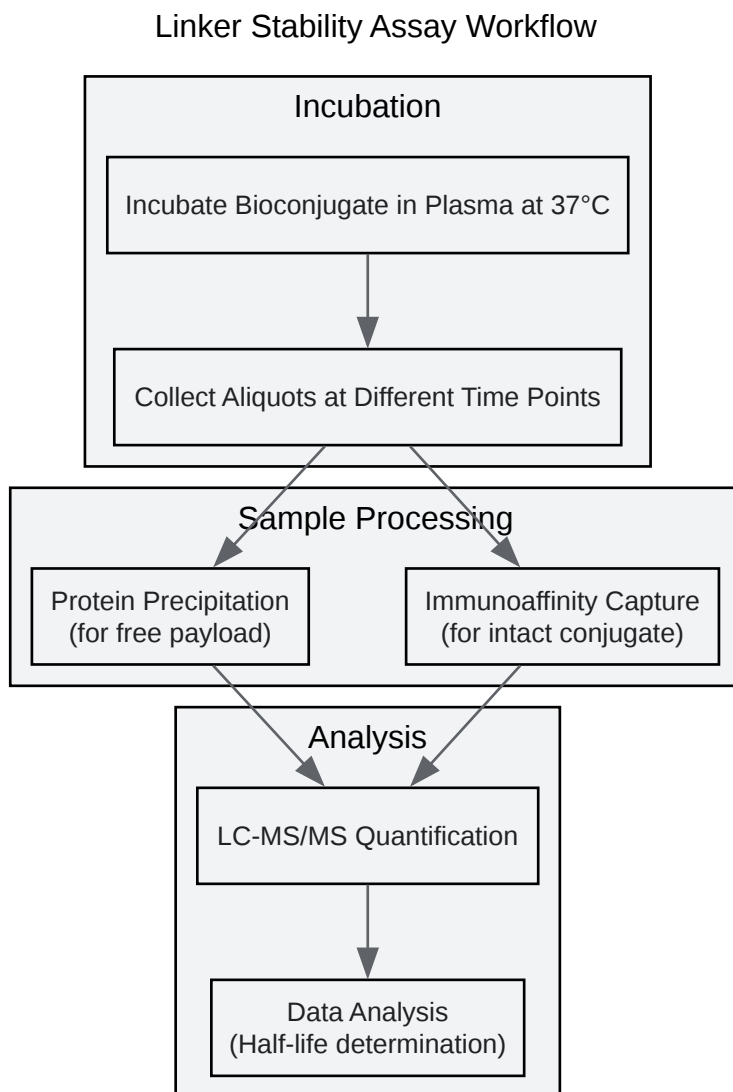 Linker Stability Assay Workflow
Incubation
Incubate Bioconjugate in Plasma at 37°C
Collect Aliquots at Different Time Points
Sample Processing
Protein Precipitation
(for free payload)
Immunoaffinity Capture
(for intact conjugate)
Analysis
LC-MS/MS Quantification
Data Analysis
(Half-life determination)